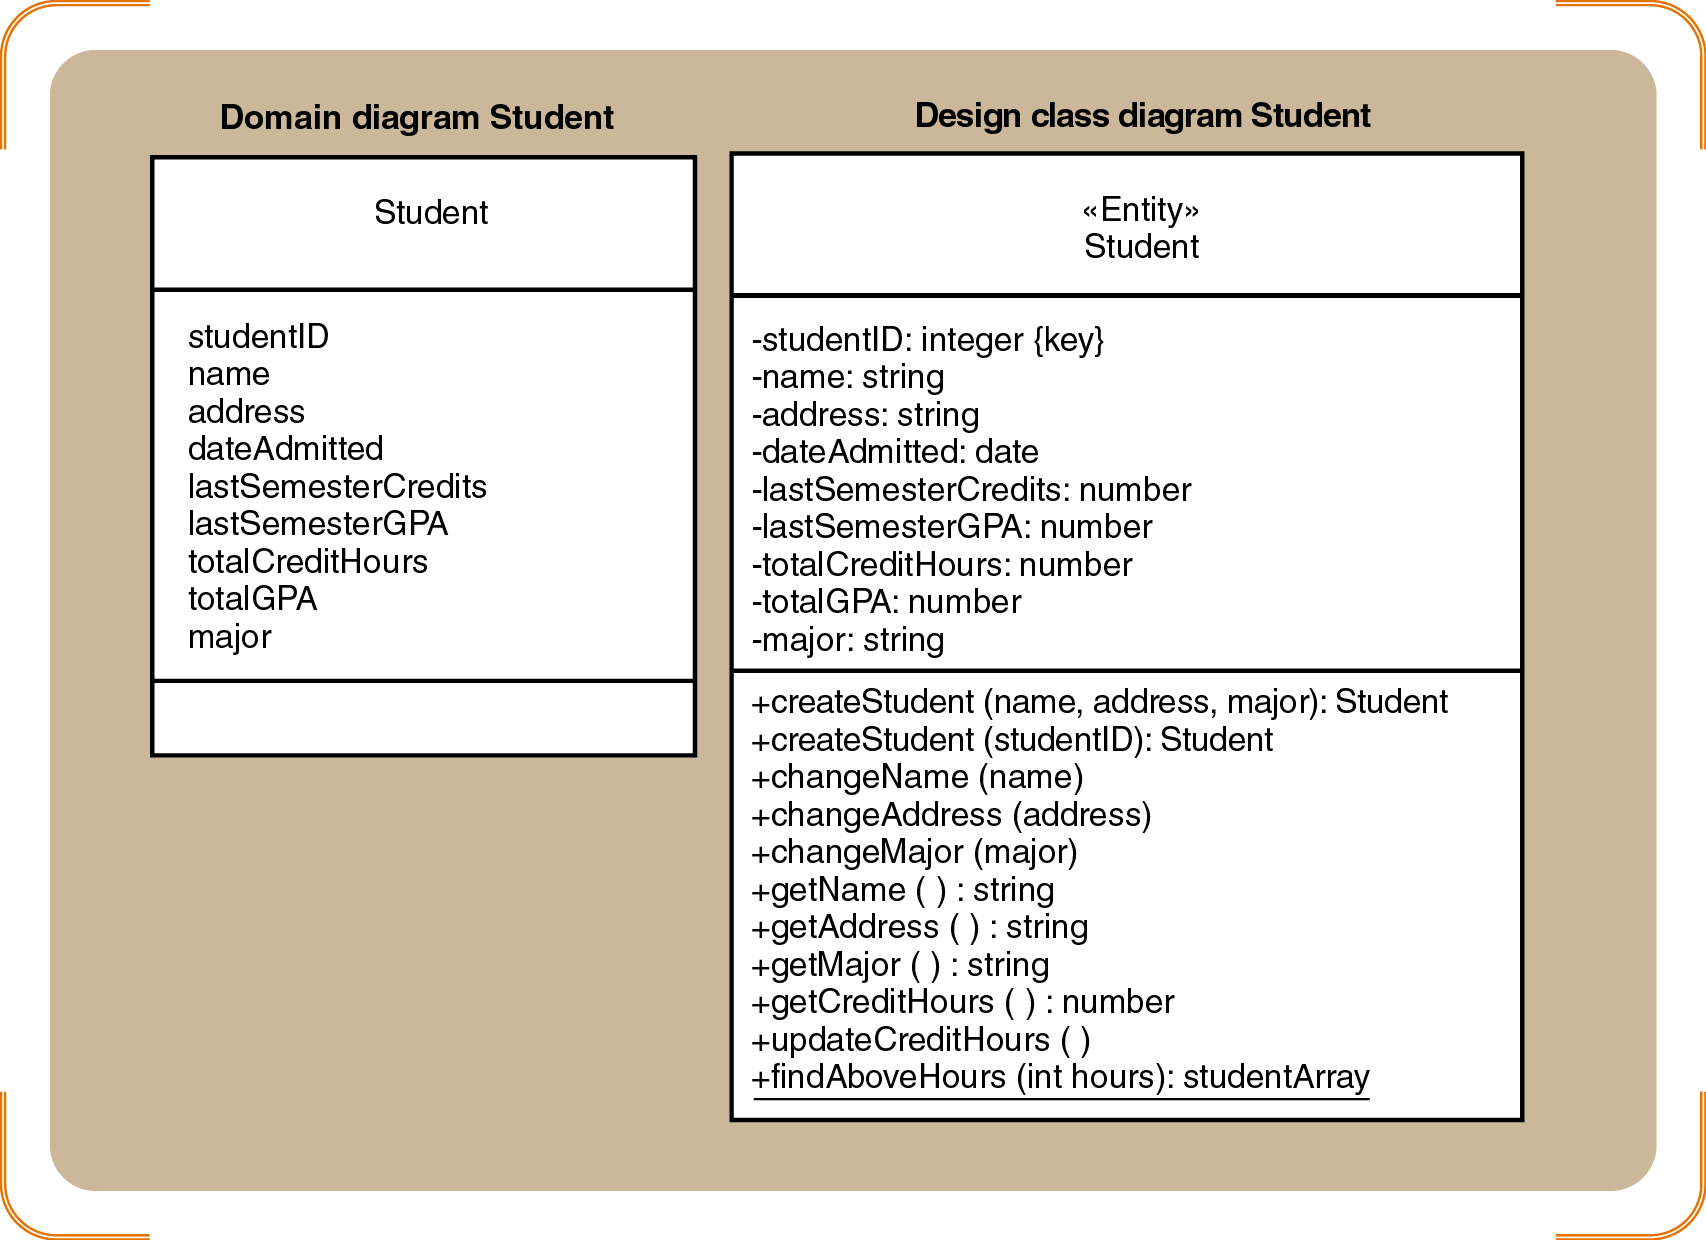 Domain diagram Student
Student
studentID
name
address
dateAdmitted
lastSemesterCredits
lastSemesterGPA
totalCreditHours
totalGPA
major
Design class diagram Student
«Entity»
Student
-studentID: integer {key}
-name: string
-address: string
-dateAdmitted: date
-lastSemesterCredits: number
-lastSemesterGPA: number
-totalCreditHours: number
-totalGPA: number
-major: string
+createStudent (name, address, major): Student
+createStudent (studentID): Student
+changeName (name)
+changeAddress (address)
+changeMajor (major)
+getName ( ) : string
+getAddress ( ) : string
+getMajor ( ) : string
+getCreditHours ( ) : number
+updateCreditHours ( )
+findAboveHours (int hours): studentArray